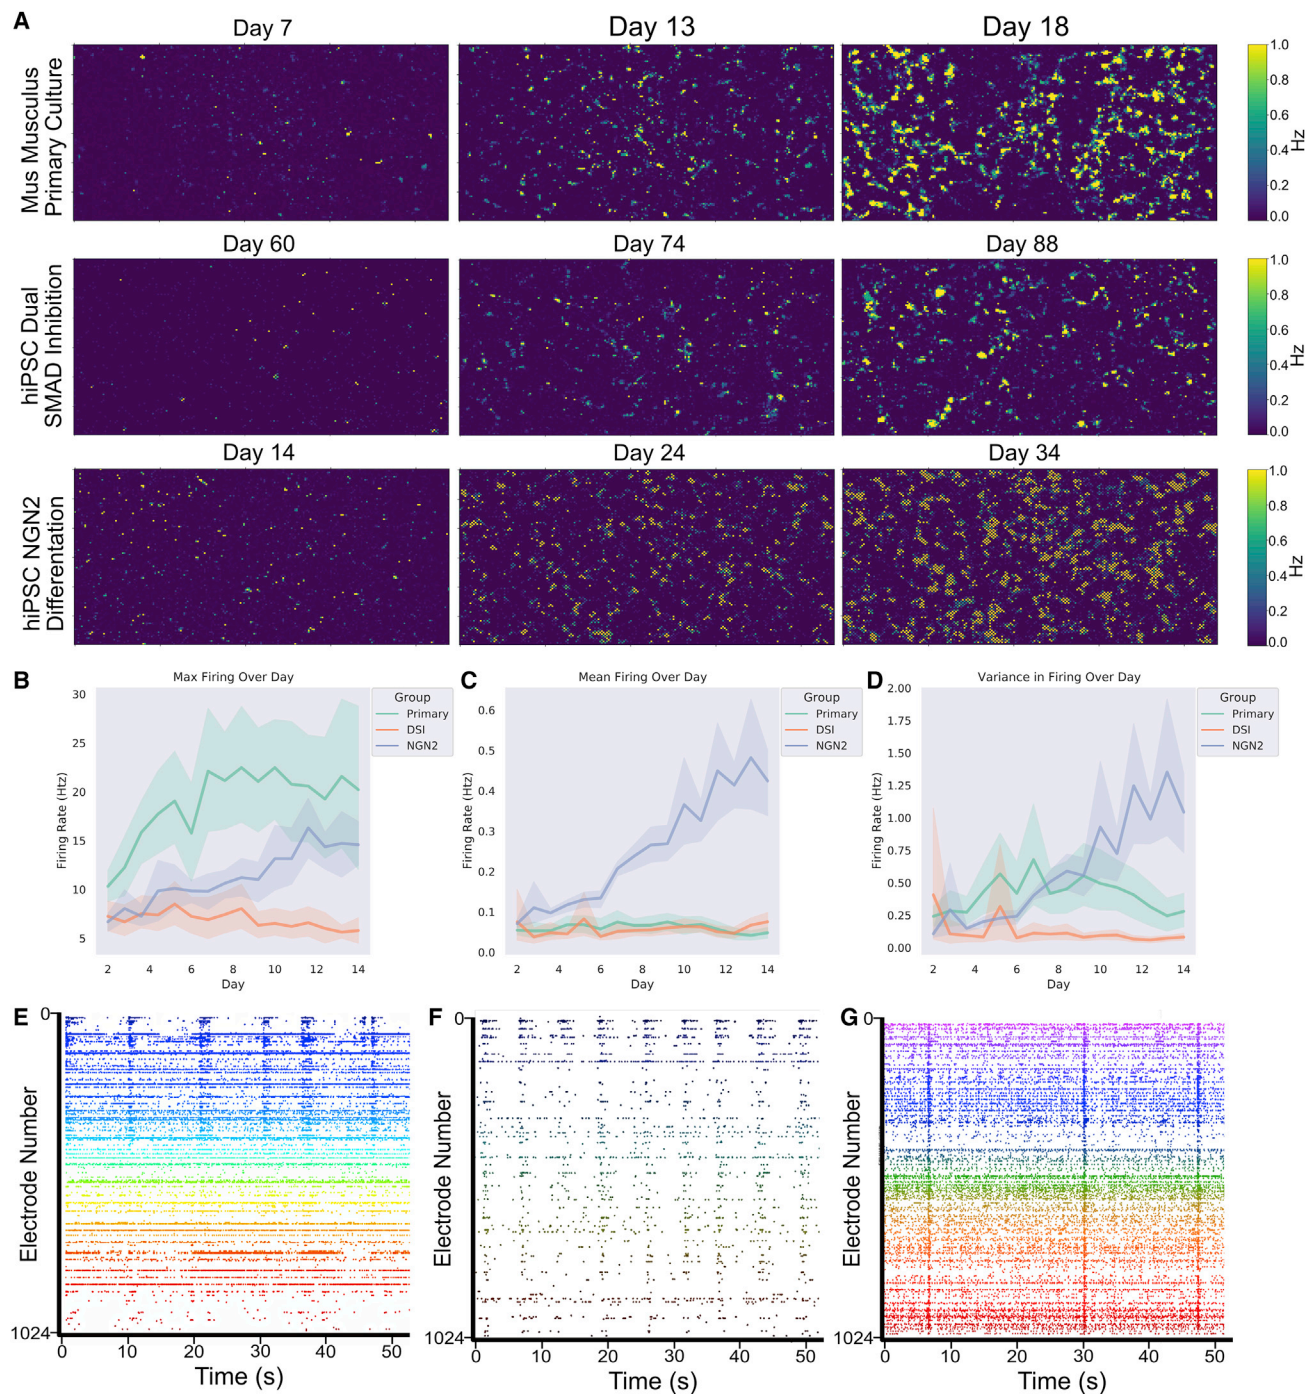 A
Day 7
Day 13
Day 18
Mus Musculus
Primary Culture
1.0
0.8
0.6
0.4
0.2
0.0
Hz
Day 60
Day 74
Day 88
hiPSC Dual
SMAD Inhibition
1.0
0.8
0.6
0.4
0.2
0.0
Hz
Day 14
Day 24
Day 34
hiPSC NGN2
Differentation
1.0
0.8
0.6
0.4
0.2
0.0
Hz
B
Max Firing Over Day
Group
Primary
DSI
NGN2
Firing Rate (Htz)
30
25
20
15
10
5
2 4 6 8 10 12 14
Day
C
Mean Firing Over Day
Group
Primary
DSI
NGN2
Firing Rate (Htz)
0.6
0.5
0.4
0.3
0.2
0.1
0.0
2 4 6 8 10 12 14
Day
D
Variance in Firing Over Day
Group
Primary
DSI
NGN2
Firing Rate (Htz)
2.00
1.75
1.50
1.25
1.00
0.75
0.50
0.25
0.00
2 4 6 8 10 12 14
Day
E
0
Electrode Number
1024
0 10 20 30 40 50
Time (s)
F
0
Electrode Number
1024
0 10 20 30 40 50
Time (s)
G
0
Electrode Number
1024
0 10 20 30 40 50
Time (s)